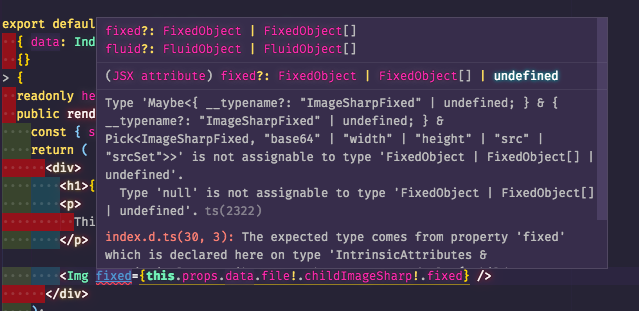 export defaul
fixed?: FixedObject | FixedObject[]
{ data: Ind
fluid?: FluidObject | FluidObject[]
{}
> {
(JSX attribute) fixed?: FixedObject | FixedObject[] | undefined
readonly he
Type 'Maybe<{ __typename?: "ImageSharpFixed" | undefined; } & {
public rend
__typename?: "ImageSharpFixed" | undefined; } &
const { s
Pick<ImageSharpFixed, "base64" | "width" | "height" | "src" |
return (
"srcSet">>' is not assignable to type 'FixedObject | FixedObject[] |
<div>
undefined'.
<h1>{
Type 'null' is not assignable to type 'FixedObject | FixedObject[]
<p>
| undefined'. ts(2322)
Thi
index.d.ts(30, 3): The expected type comes from property 'fixed'
</p>
which is declared here on type 'IntrinsicAttributes &
<Img fixed={this.props.data.file!.childImageSharp!.fixed} />
</div>